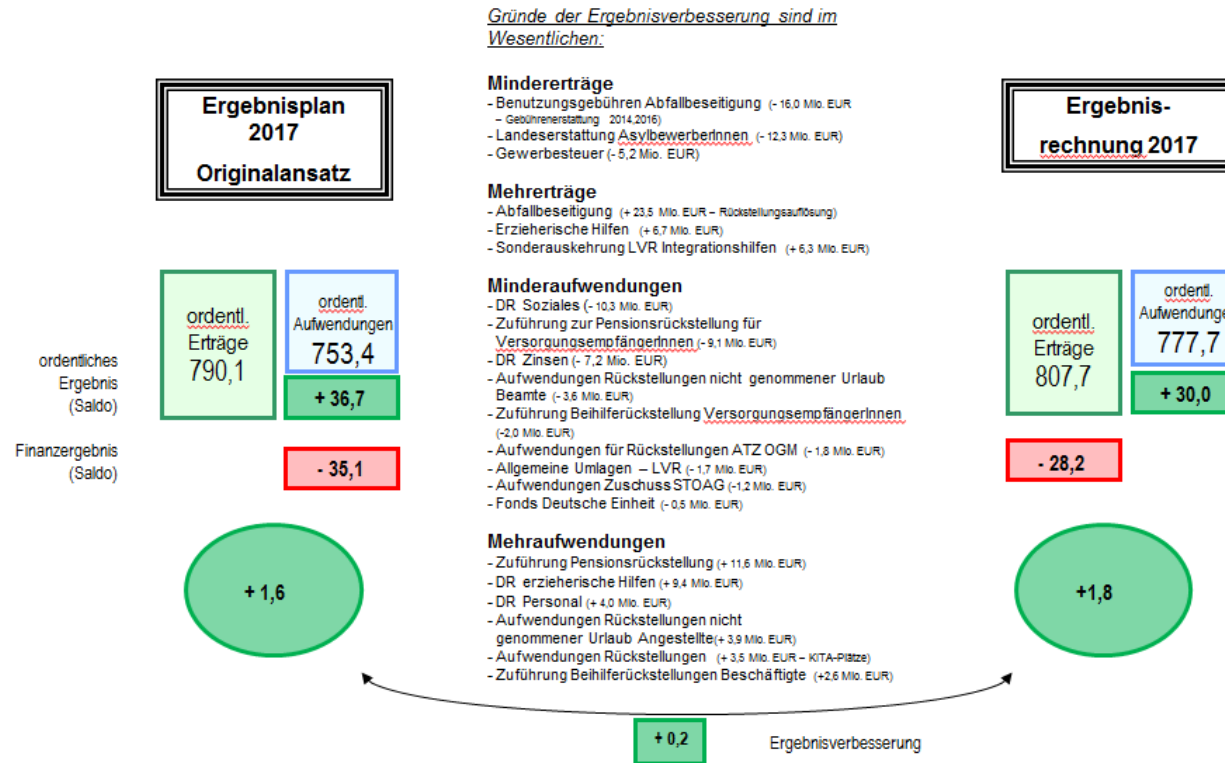 Gründe der Ergebnisverbesserung sind im
Wesentlichen:
Ergebnisplan
2017
Originalansatz
Mindererträge
- Benutzungsgebühren Abfallbeseitigung (- 16,0 Mio. EUR
– Gebührenerstattung 2014,2016)
- Landeserstattung AsylbewerberInnen (- 12,3 Mio. EUR)
- Gewerbesteuer (- 5,2 Mio. EUR)
Ergebnis-
rechnung 2017
Mehrerträge
- Abfallbeseitigung (+ 23,5 Mio. EUR – Rückstellungsauflösung)
- Erzieherische Hilfen (+ 6,7 Mio. EUR)
- Sonderauskehrung LVR Integrationshilfen (+ 6,3 Mio. EUR)
ordentl.
Erträge
790,1
ordentl.
Aufwendungen
753,4
+ 36,7
ordentliches
Ergebnis
(Saldo)
Finanzergebnis
(Saldo)
- 35,1
+ 1,6
Minderaufwendungen
- DR Soziales (- 10,3 Mio. EUR)
- Zuführung zur Pensionsrückstellung für
VersorgungsempfängerInnen (- 9,1 Mio. EUR)
- DR Zinsen (- 7,2 Mio. EUR)
- Aufwendungen Rückstellungen nicht genommener Urlaub
Beamte (- 3,6 Mio. EUR)
- Zuführung Beihilferückstellung VersorgungsempfängerInnen
(-2,0 Mio. EUR)
- Aufwendungen für Rückstellungen ATZ OGM (- 1,8 Mio. EUR)
- Allgemeine Umlagen – LVR (- 1,7 Mio. EUR)
- Aufwendungen Zuschuss STOAG (-1,2 Mio. EUR)
- Fonds Deutsche Einheit (- 0,5 Mio. EUR)
Mehraufwendungen
- Zuführung Pensionsrückstellung (+ 11,6 Mio. EUR)
- DR erzieherische Hilfen (+ 9,4 Mio. EUR)
- DR Personal (+ 4,0 Mio. EUR)
- Aufwendungen Rückstellungen nicht
genommener Urlaub Angestellte(+ 3,9 Mio. EUR)
- Aufwendungen Rückstellungen (+ 3,5 Mio. EUR – KITA-Plätze)
- Zuführung Beihilferückstellungen Beschäftigte (+2,6 Mio. EUR)
ordentl.
Erträge
807,7
ordentl.
Aufwendunge
777,7
+ 30,0
- 28,2
+1,8
+ 0,2
Ergebnisverbesserung